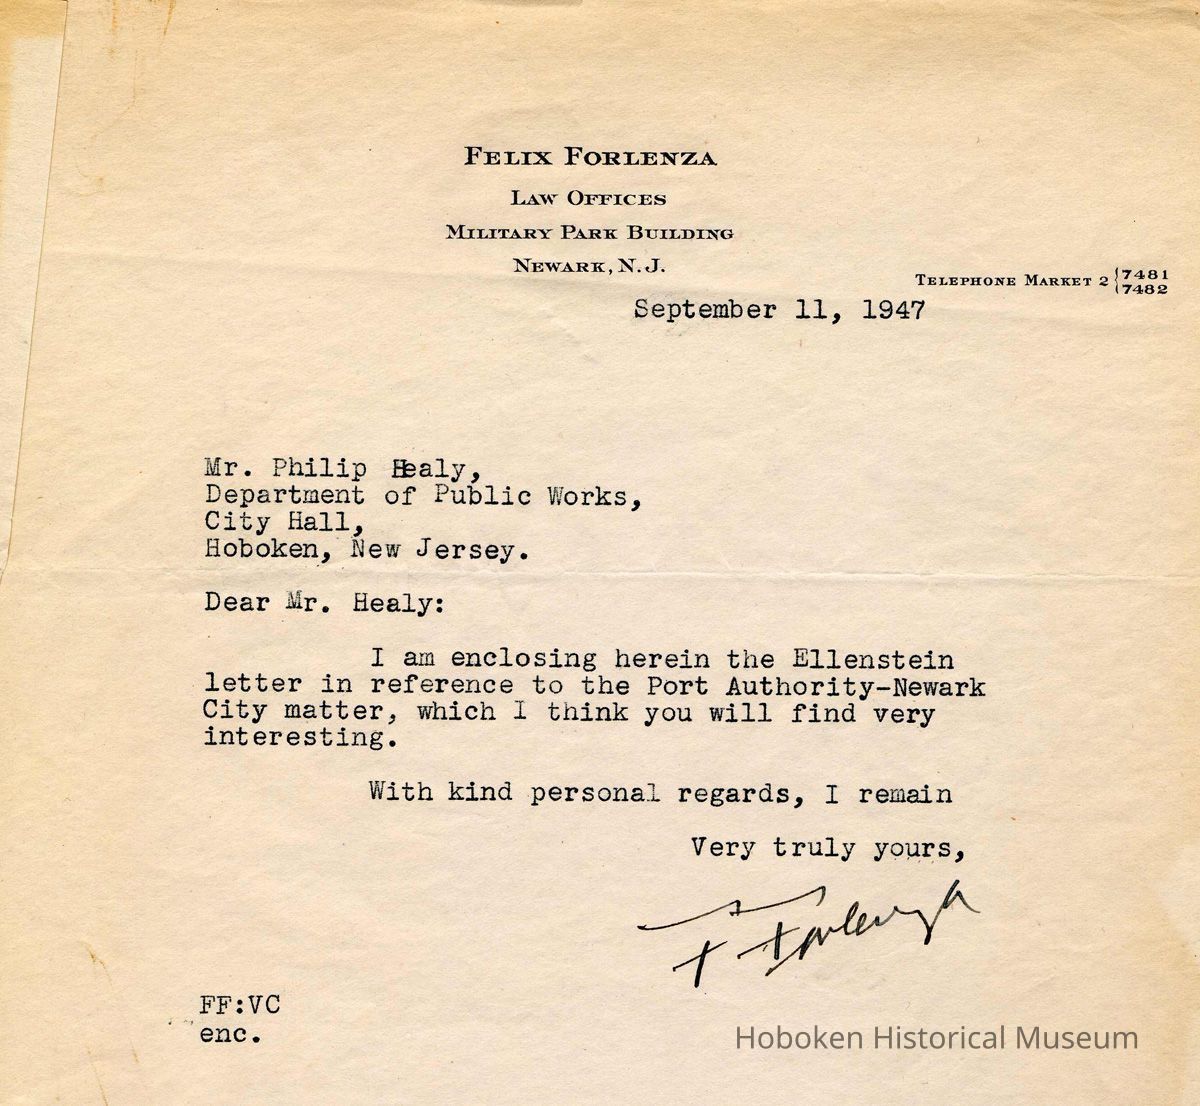 FELIX FORLENZA
LAW OFFICES
MILITARY PARK BUILDING
NEWARK, N.J.
TELEPHONE MARKET 2 {7481
7482
September 11, 1947
Mr. Philip Healy,
Department of Public Works,
City Hall,
Hoboken, New Jersey.
Dear Mr. Healy:
I am enclosing herein the Ellenstein
letter in reference to the Port Authority-Newark
City matter, which I think you will find very
interesting.
With kind personal regards, I remain
Very truly yours,
F Forlenza
FF:VC
enc.
Hoboken Historical Museum